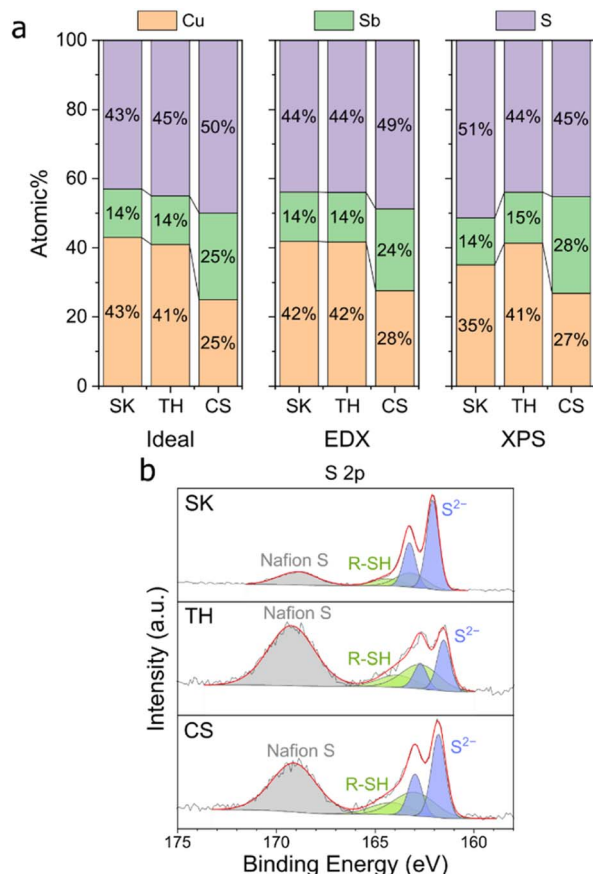 a
Cu Sb S
Atomic%
100
80
60
40
20
0
43% 45% 50%
14% 14% 25%
43% 41% 25%
SK TH CS
Ideal
44% 44% 49%
14% 14% 24%
42% 42% 28%
SK TH CS
EDX
51% 44% 45%
14% 15% 28%
35% 41% 27%
SK TH CS
XPS
b
S 2p
Intensity (a.u.)
SK
Nafion S R-SH S²⁻
TH
Nafion S R-SH S²⁻
CS
Nafion S R-SH S²⁻
175 170 165 160
Binding Energy (eV)